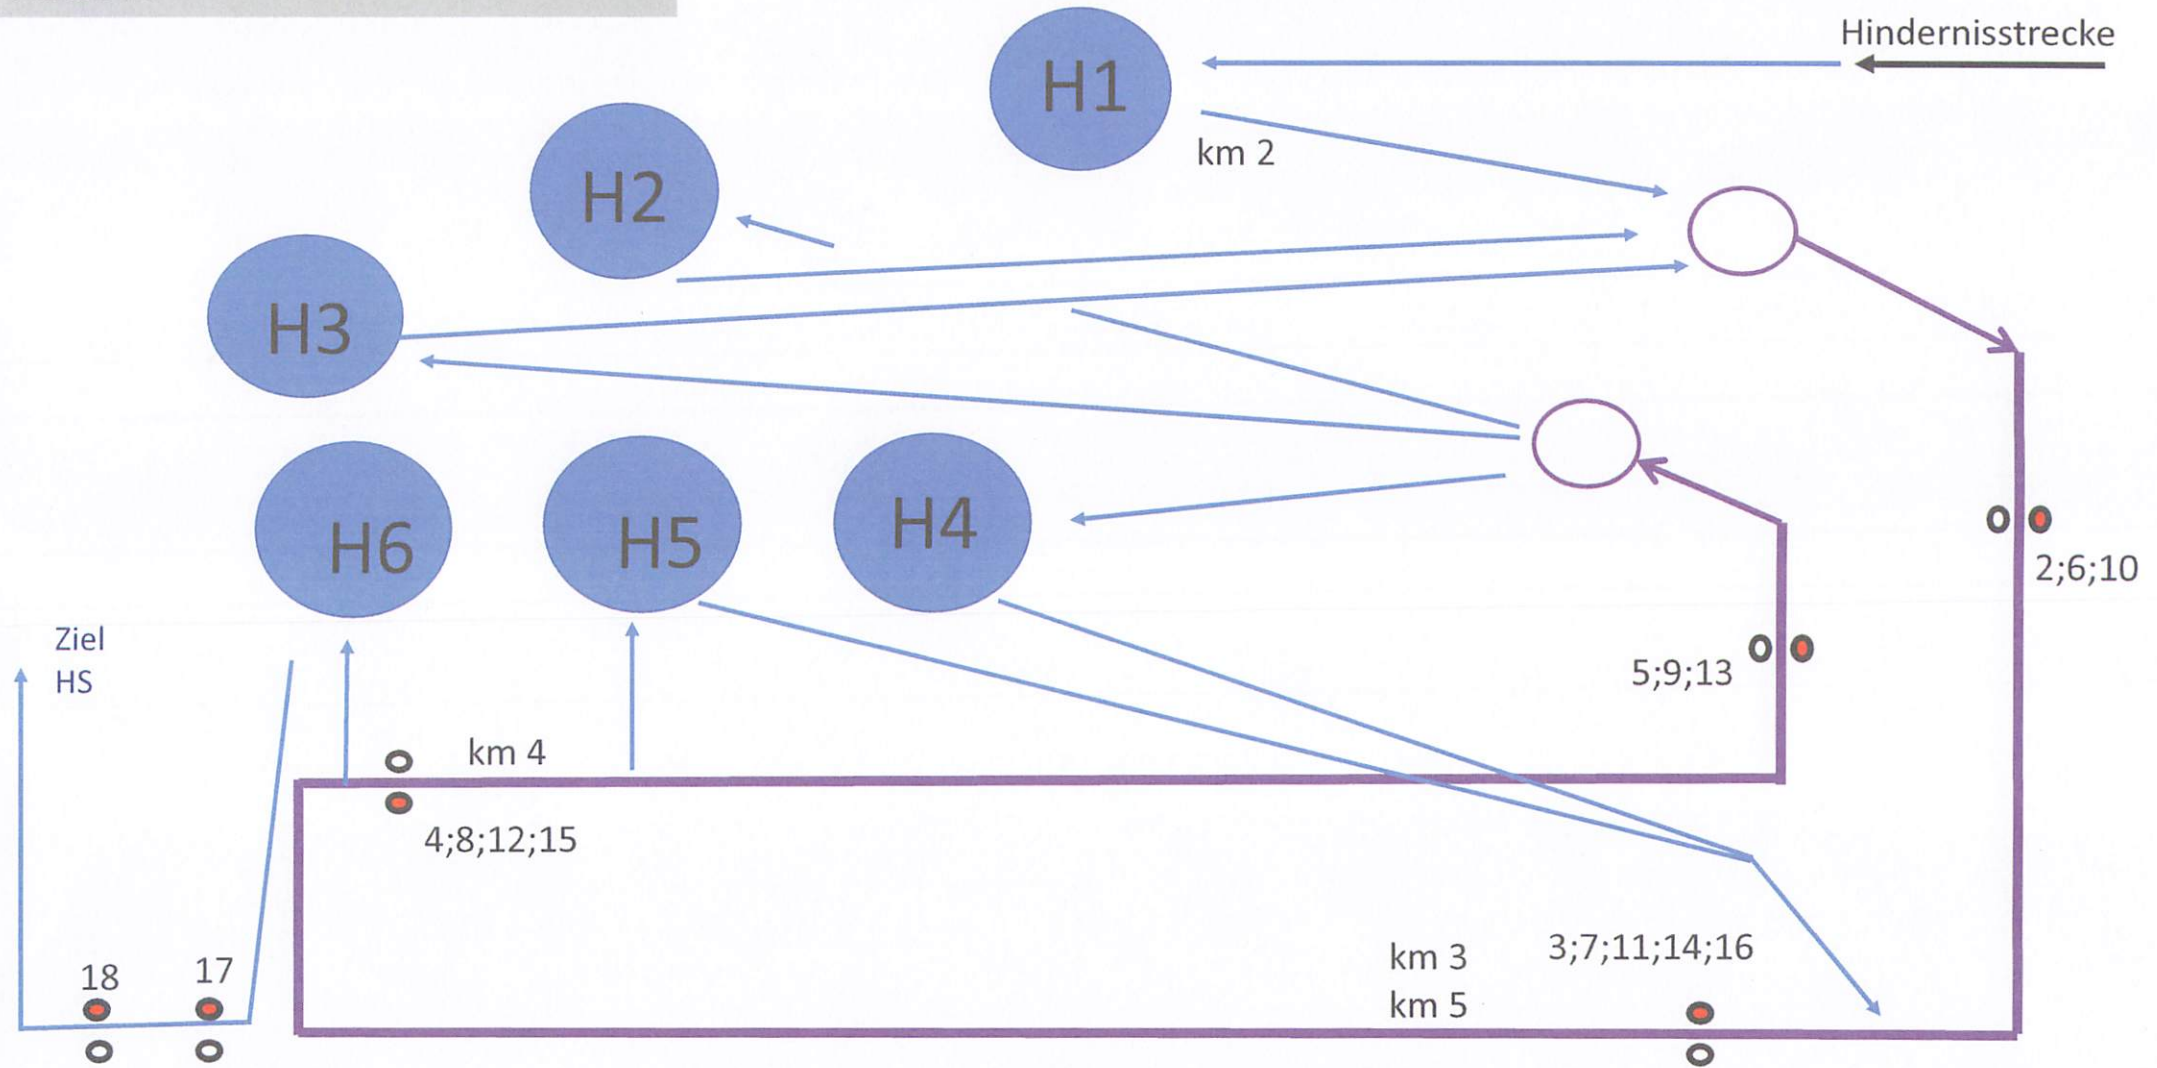 Hindernisstrecke
H1
km 2
H2
H3
H6
H5
H4
2;6;10
Ziel
HS
5;9;13
km 4
4;8;12;15
18
17
km 3
3;7;11;14;16
km 5